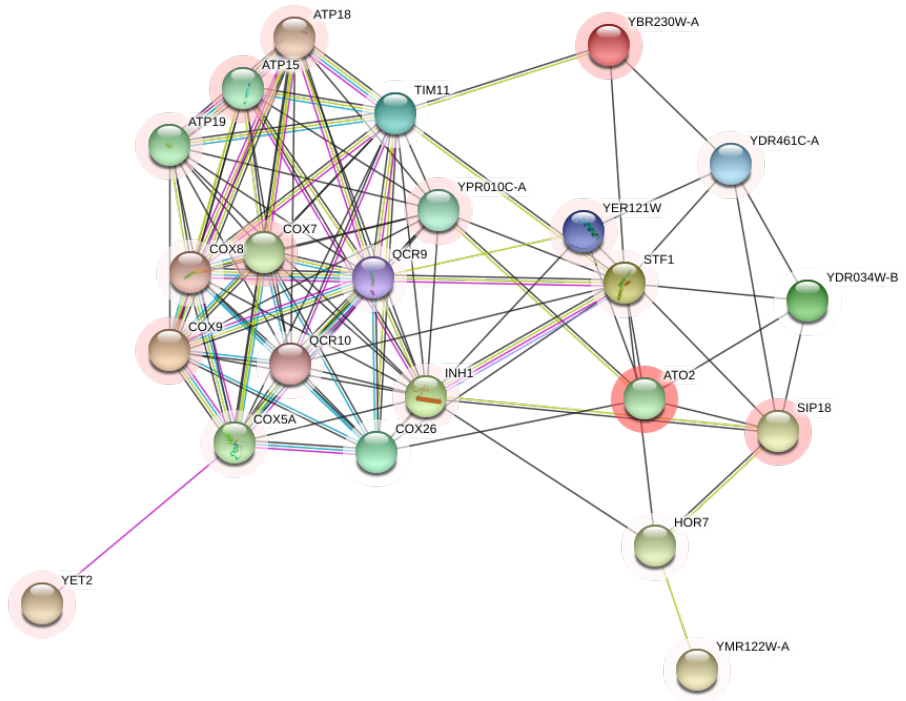 ATP18
YBR230W-A
ATP15
TIM11
ATP19
YDR461C-A
YPR010C-A
YER121W
COX7
COX8
QCR9
STF1
YDR034W-B
COX9
QCR10
INH1
ATO2
SIP18
COX5A
COX26
HOR7
YET2
YMR122W-A